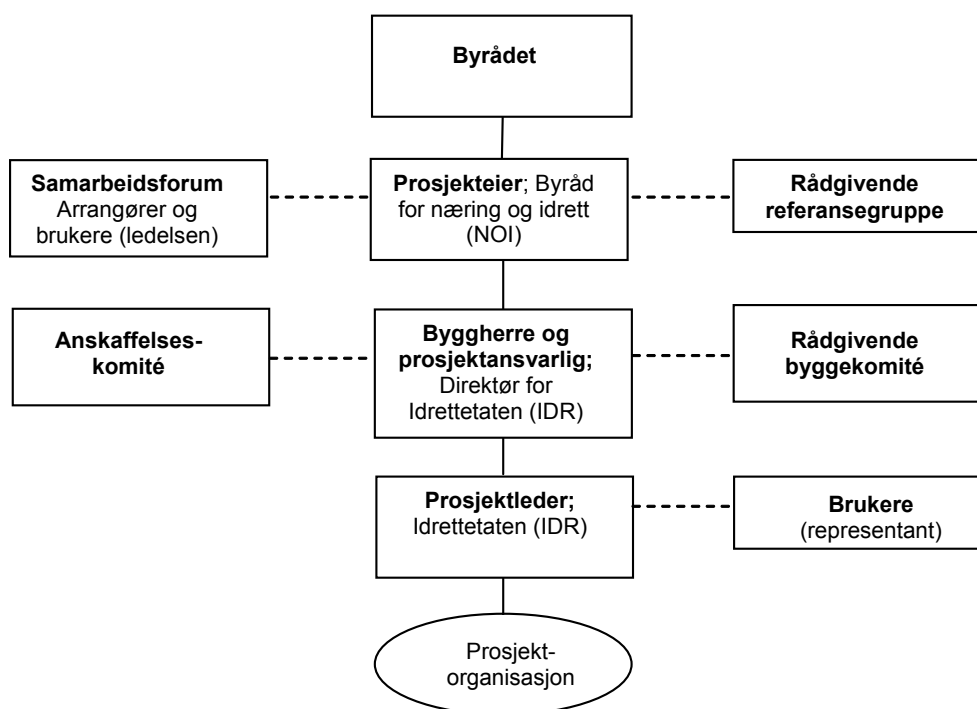 Byrådet
Samarbeidsforum
Arrangører og
brukere (ledelsen)
Prosjekteier; Byråd
for næring og idrett
(NOI)
Rådgivende
referansegruppe
Anskaffelses-
komité
Byggherre og
prosjektansvarlig;
Direktør for
Idrettetaten (IDR)
Rådgivende
byggekomité
Prosjektleder;
Idrettetaten (IDR)
Brukere
(representant)
Prosjekt-
organisasjon